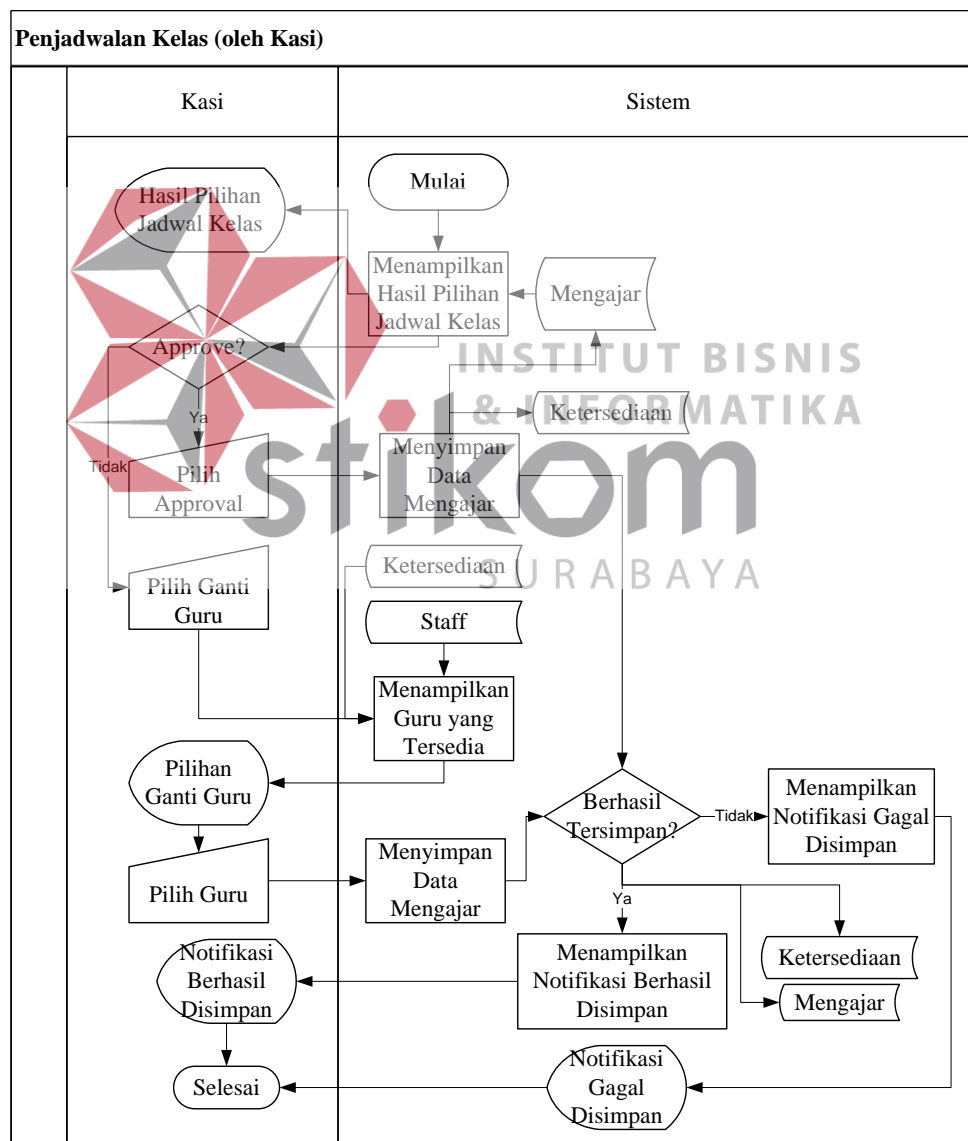 Penjadwalan Kelas (oleh Kasi)
Kasi
Sistem
Hasil Pilihan
Jadwal Kelas
Mulai
Menampilkan
Hasil Pilihan
Jadwal Kelas
Mengajar
Approve?
INSTITUT BISNIS
& INFORMATIKA
Ketersediaan
Ya
Tidak
Pilih
Approval
Menyimpan
Data
Mengajar
stikom
SURABAYA
Ketersediaan
Pilih Ganti
Guru
Staff
Menampilkan
Guru yang
Tersedia
Pilihan
Ganti Guru
Berhasil
Tersimpan?
Tidak
Menampilkan
Notifikasi Gagal
Disimpan
Pilih Guru
Menyimpan
Data
Mengajar
Ya
Notifikasi
Berhasil
Disimpan
Menampilkan
Notifikasi Berhasil
Disimpan
Ketersediaan
Mengajar
Selesai
Notifikasi
Gagal
Disimpan